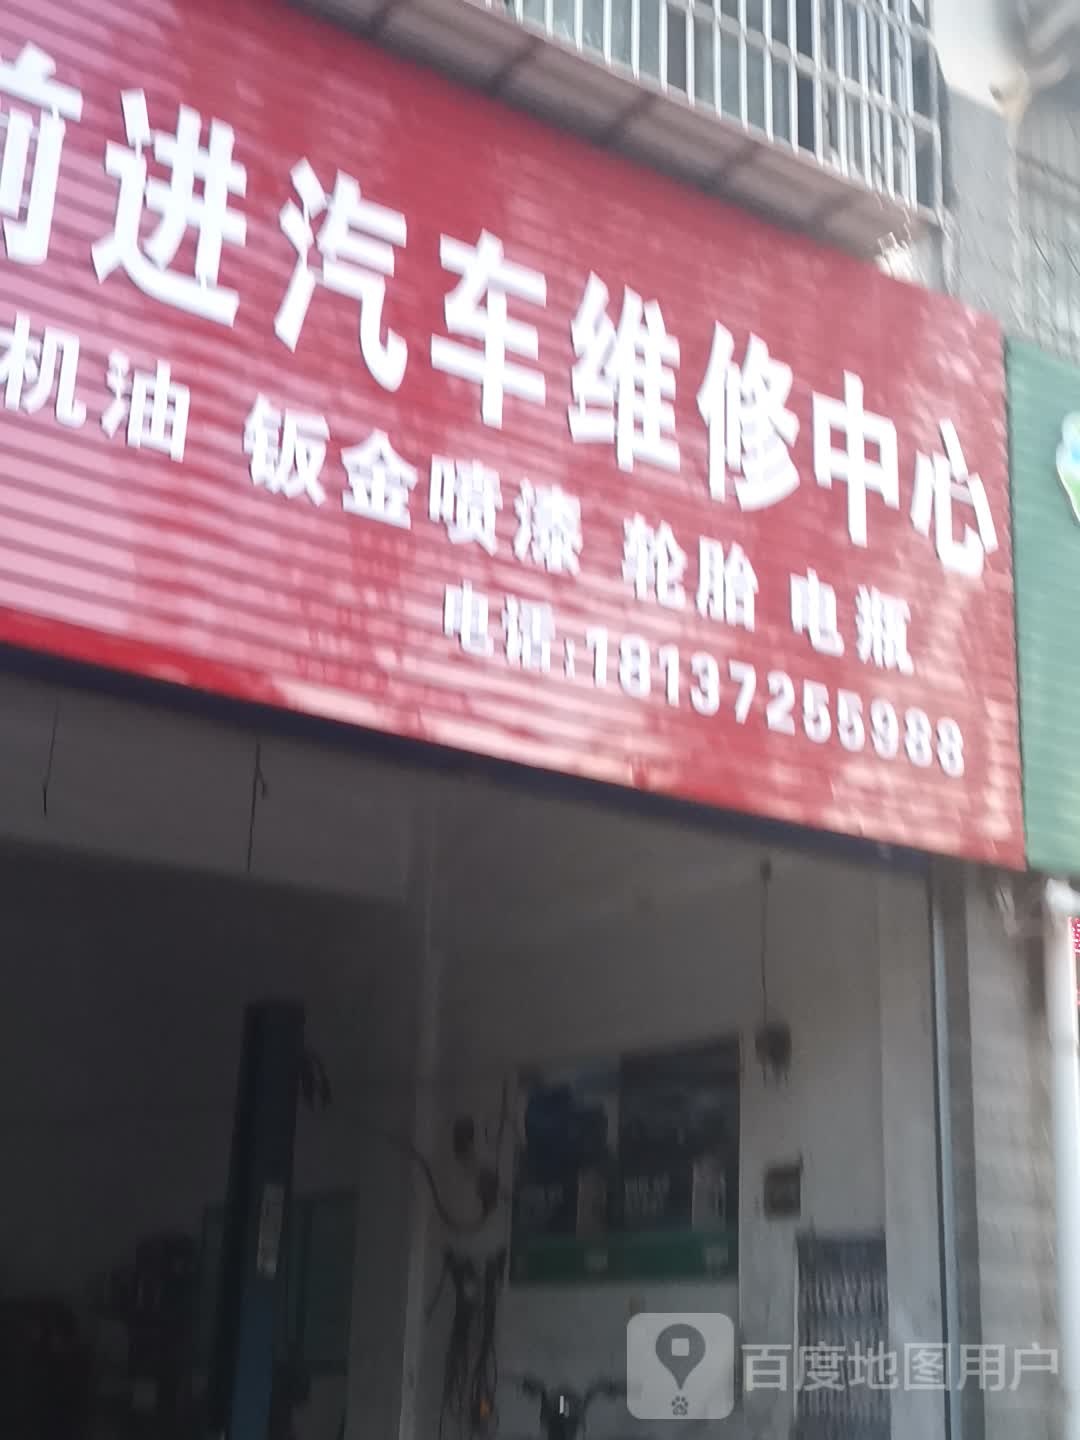 前进汽车维修中心
机油 钣金喷漆 轮胎 电瓶
电话:18137255988
百度地图用户